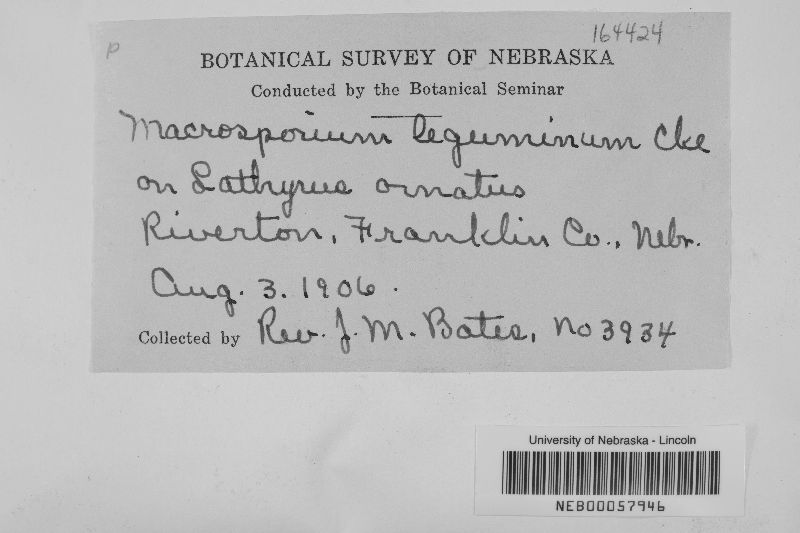 p
164424
BOTANICAL SURVEY OF NEBRASKA
Conducted by the Botanical Seminar
Macrosporium leguminum Cke
on Lathyrus ornatus
Riverton, Franklin Co., Nebr.
Aug. 3. 1906.
Collected by Rev. J. M. Bates, no 3934
University of Nebraska - Lincoln
NEB00057946